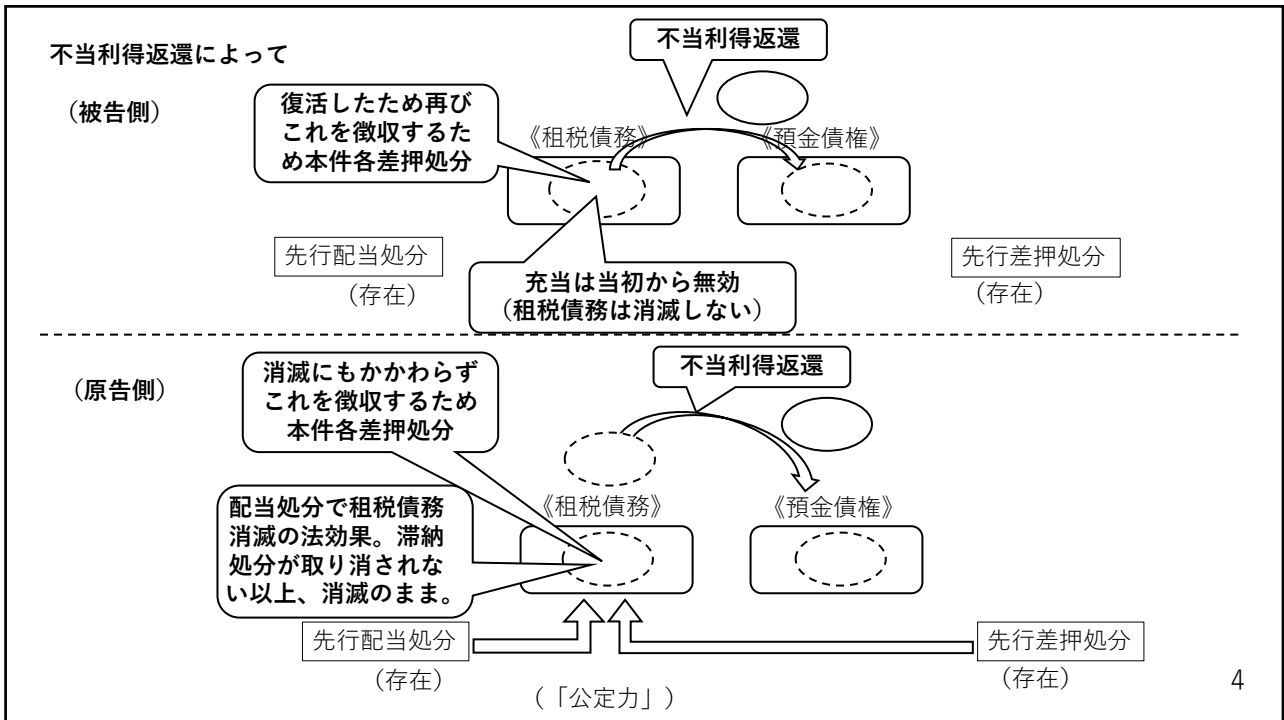 不当利得返還によって
不当利得返還
（被告側）
復活したため再び
これを徴収するた
め本件各差押処分
《租税債務》
《預金債権》
先行配当処分
（存在）
充当は当初から無効
（租税債務は消滅しない）
先行差押処分
（存在）
（原告側）
消滅にもかかわらず
これを徴収するため
本件各差押処分
不当利得返還
配当処分で租税債務
消滅の法効果。滞納
処分が取り消されな
い以上、消滅のまま。
《租税債務》
《預金債権》
先行配当処分
（存在）
先行差押処分
（存在）
（「公定力」）
4